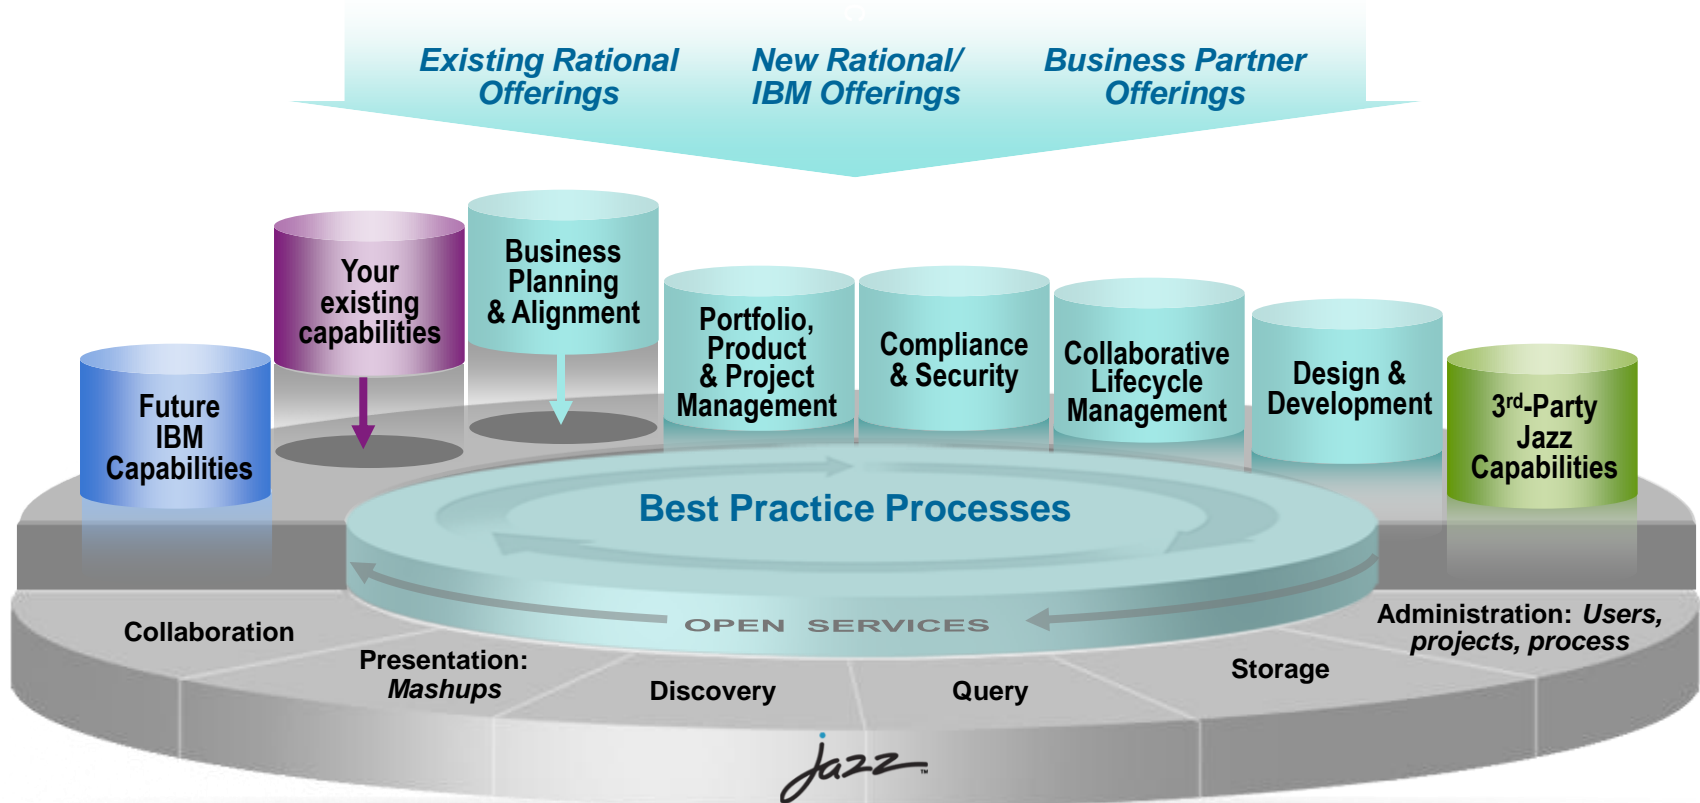 Existing Rational
Offerings
New Rational/
IBM Offerings
Business Partner
Offerings
Future
IBM
Capabilities
Your
existing
capabilities
Business
Planning
& Alignment
Portfolio,
Product
& Project
Management
Compliance
& Security
Collaborative
Lifecycle
Management
Design &
Development
3rd-Party
Jazz
Capabilities
Best Practice Processes
OPEN SERVICES
Collaboration
Presentation:
Mashups
Discovery
Query
Storage
Administration: Users,
projects, process
jazz™